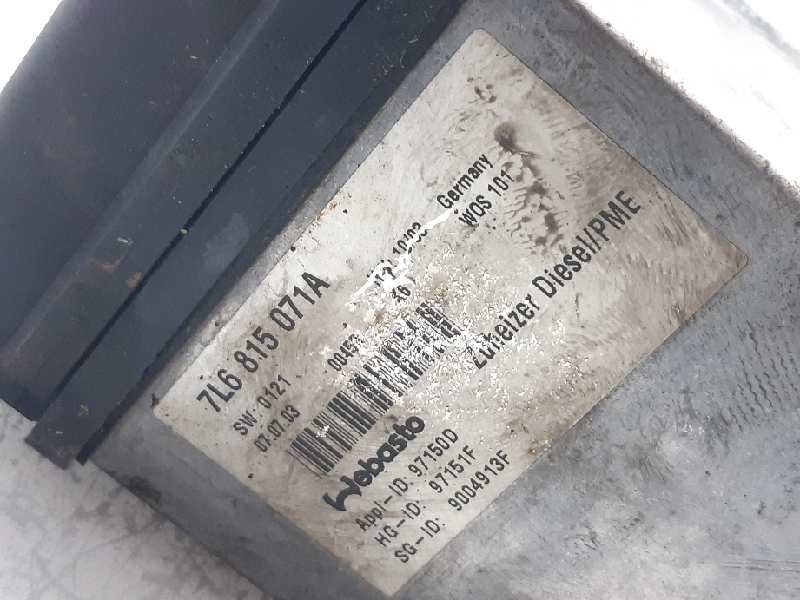 7L6 815 071A
SW: 0121
07.07.03
Germany
WOS 101
Zuheizer Diesel/PME
Webasto
Appl-ID: 97150D
HG-ID: 97151F
SG-ID: 9004913F